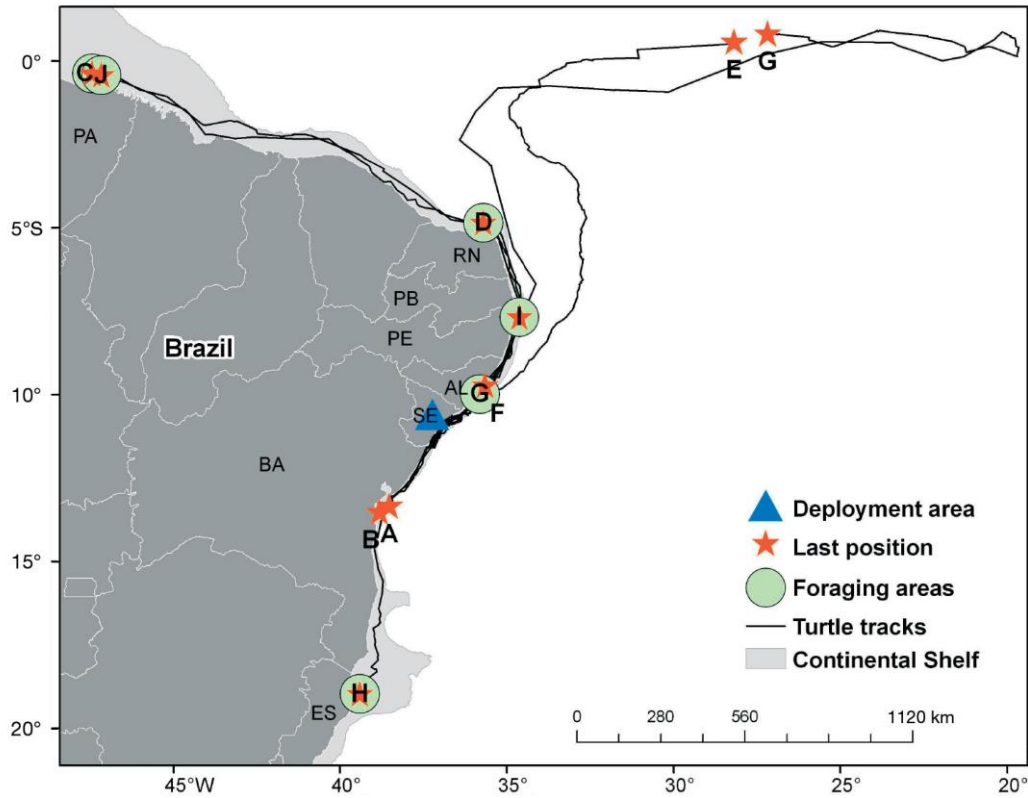 0°
5°S
10°
15°
20°
45°W
40°
35°
30°
25°
20°
C J
E
G
PA
D
RN
PB
I
PE
Brazil
AL
G
F
SE
BA
B
A
H
ES
Deployment area
Last position
Foraging areas
Turtle tracks
Continental Shelf
0 280 560 1120 km